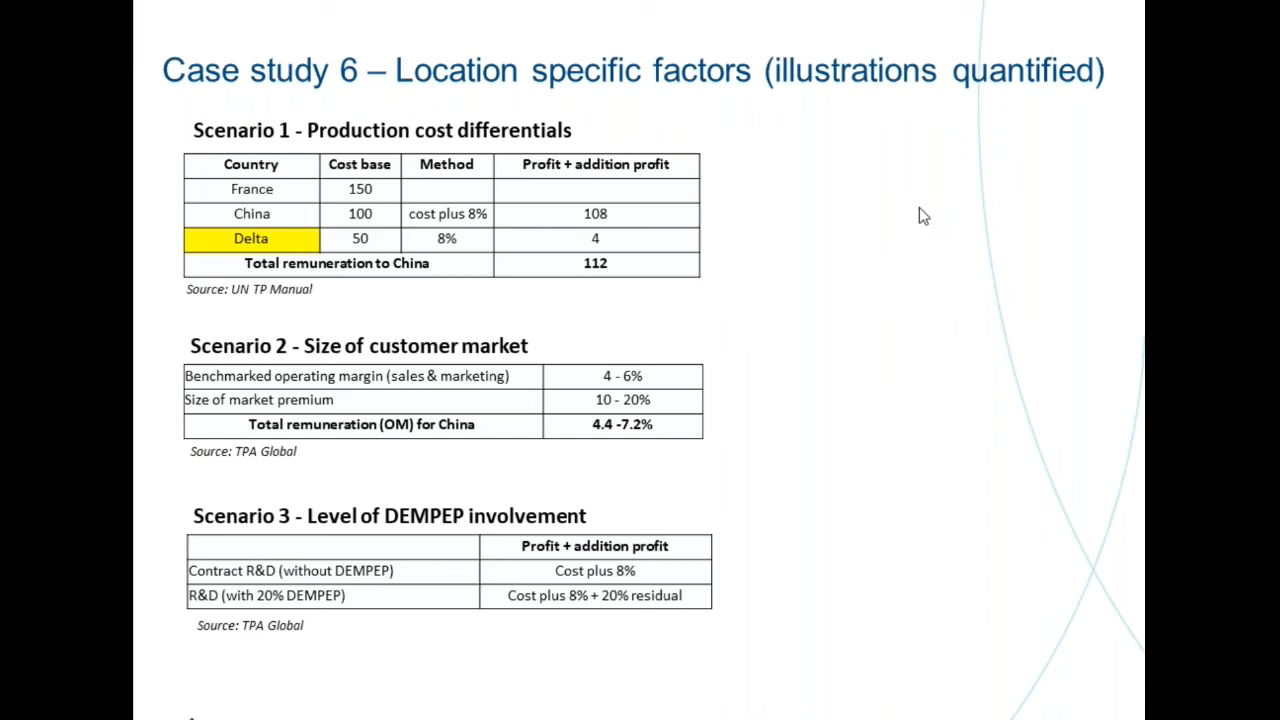 Case study 6 – Location specific factors (illustrations quantified)
Scenario 1 - Production cost differentials
Country Cost base Method Profit + addition profit
France 150
China 100 cost plus 8% 108
Delta 50 8% 4
Total remuneration to China 112
Source: UN TP Manual
Scenario 2 - Size of customer market
Benchmarked operating margin (sales & marketing) 4 - 6%
Size of market premium 10 - 20%
Total remuneration (OM) for China 4.4 -7.2%
Source: TPA Global
Scenario 3 - Level of DEMPEP involvement
Profit + addition profit
Contract R&D (without DEMPEP) Cost plus 8%
R&D (with 20% DEMPEP) Cost plus 8% + 20% residual
Source: TPA Global